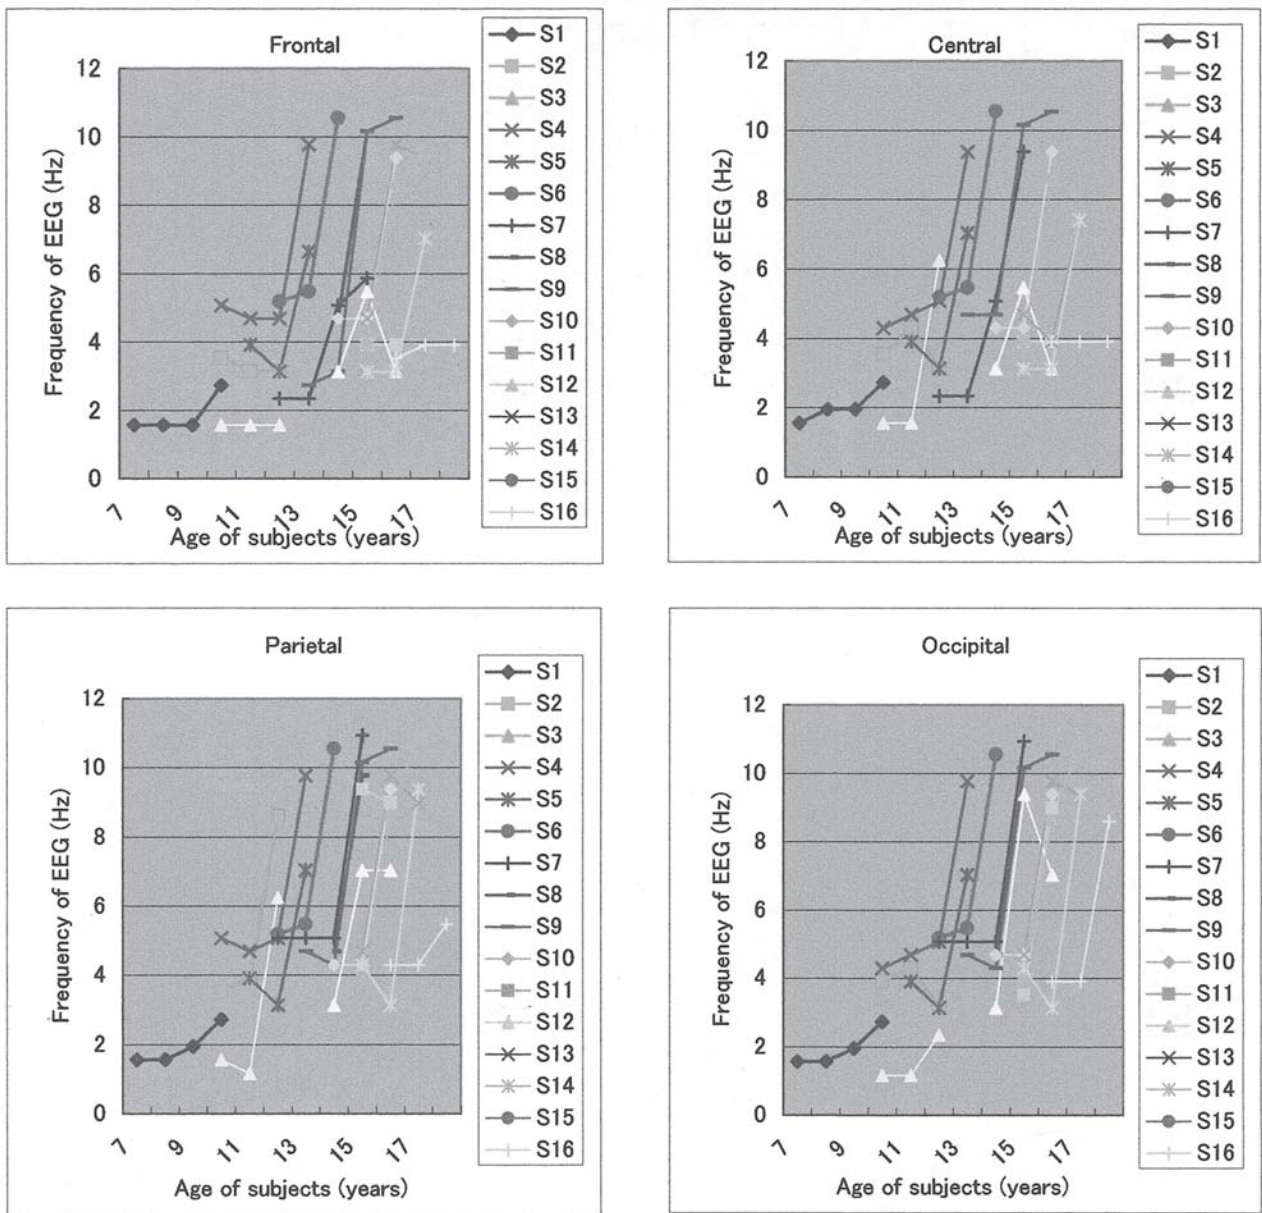 Frontal
Frequency of EEG (Hz)
12
10
8
6
4
2
0
7
9
11
13
15
17
Age of subjects (years)
S1
S2
S3
S4
S5
S6
S7
S8
S9
S10
S11
S12
S13
S14
S15
S16
Central
Frequency of EEG (Hz)
12
10
8
6
4
2
0
7
9
11
13
15
17
Age of subjects (years)
S1
S2
S3
S4
S5
S6
S7
S8
S9
S10
S11
S12
S13
S14
S15
S16
Parietal
Frequency of EEG (Hz)
12
10
8
6
4
2
0
7
9
11
13
15
17
Age of subjects (years)
S1
S2
S3
S4
S5
S6
S7
S8
S9
S10
S11
S12
S13
S14
S15
S16
Occipital
Frequency of EEG (Hz)
12
10
8
6
4
2
0
7
9
11
13
15
17
Age of subjects (years)
S1
S2
S3
S4
S5
S6
S7
S8
S9
S10
S11
S12
S13
S14
S15
S16